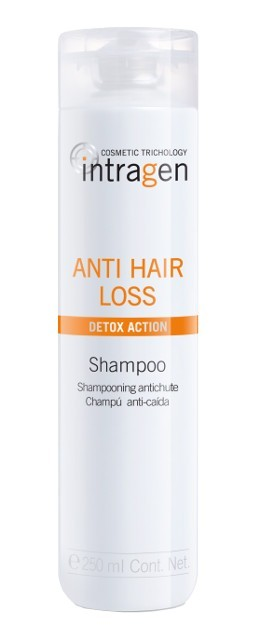 COSMETIC TRICHOLOGY
intragen
ANTI HAIR
LOSS
DETOX ACTION
Shampoo
Shampooing antichute
Champú anti-caída
℮ 250 ml Cont. Net.